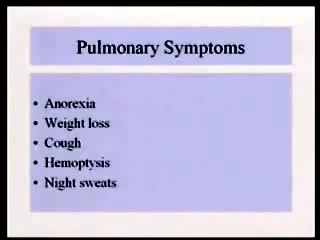 Pulmonary Symptoms
• Anorexia
• Weight loss
• Cough
• Hemoptysis
• Night sweats